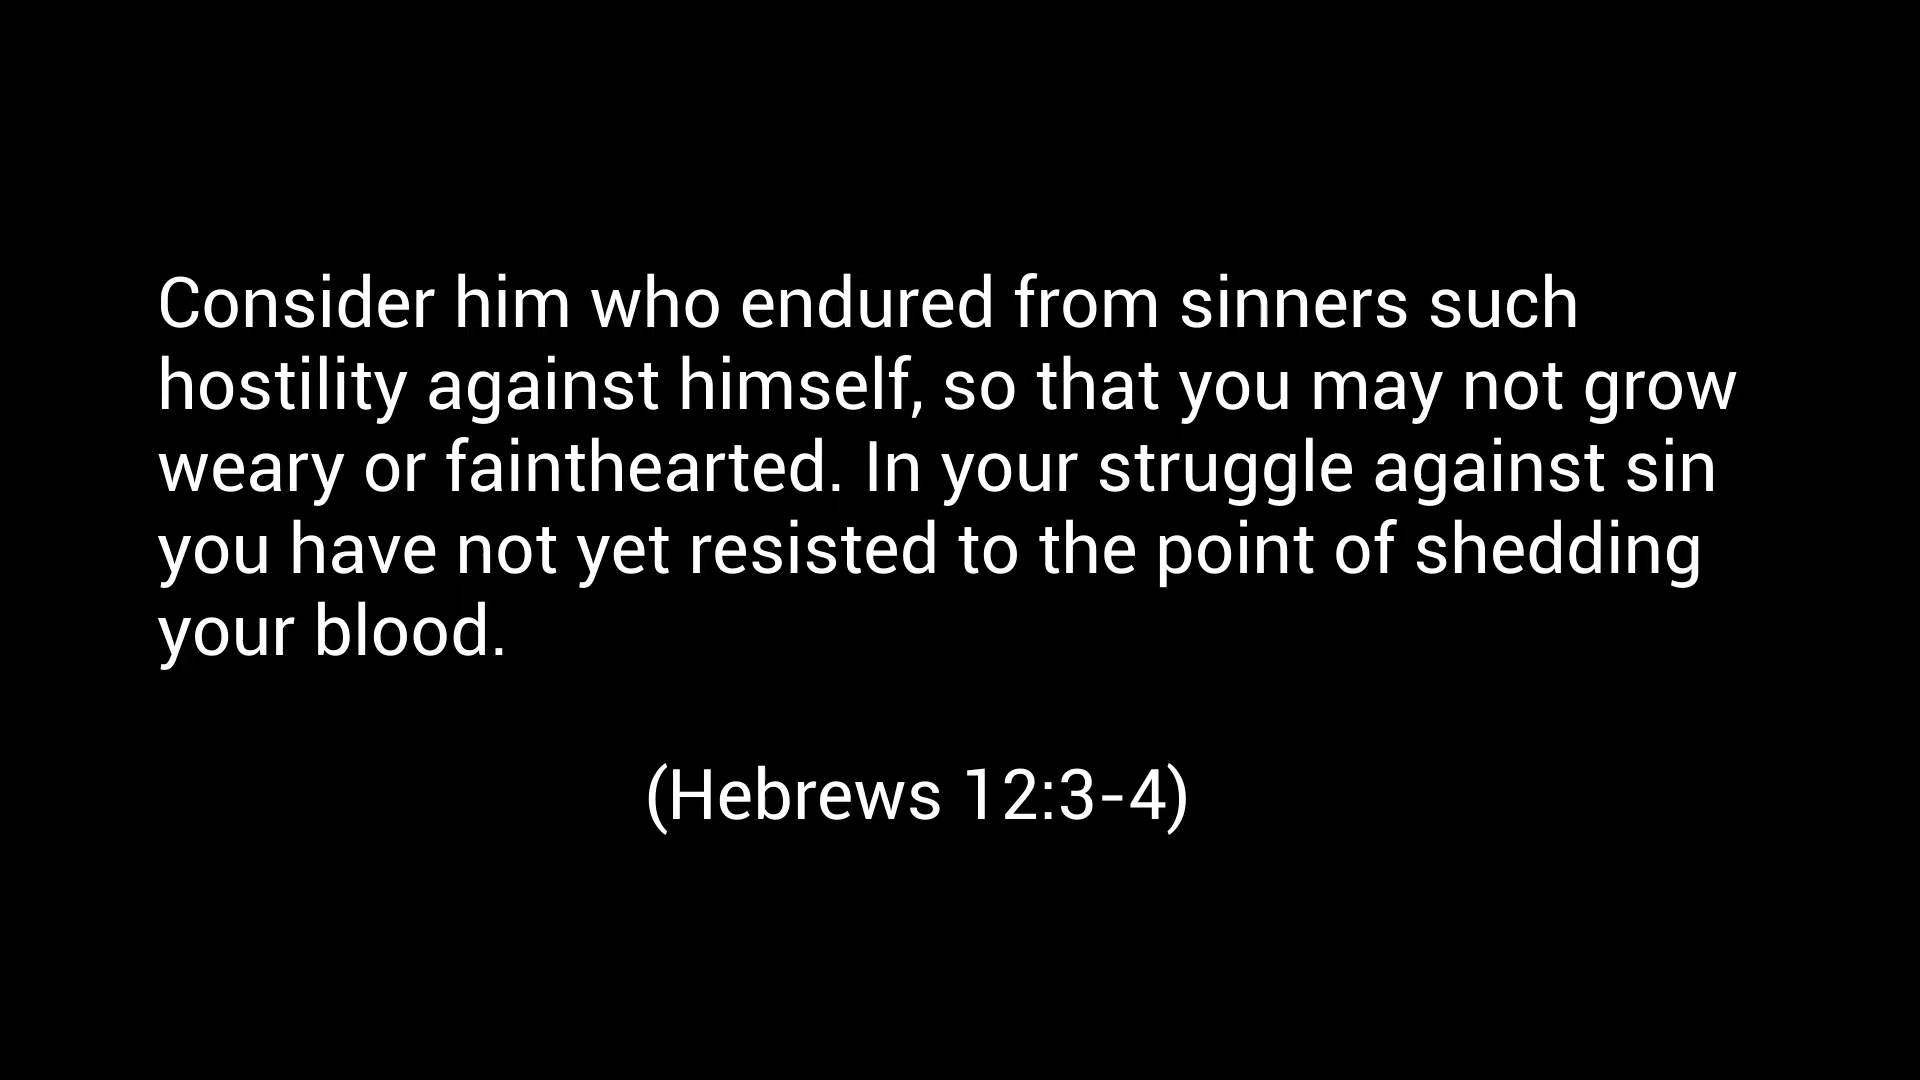 Consider him who endured from sinners such
hostility against himself, so that you may not grow
weary or fainthearted. In your struggle against sin
you have not yet resisted to the point of shedding
your blood.
(Hebrews 12:3-4)